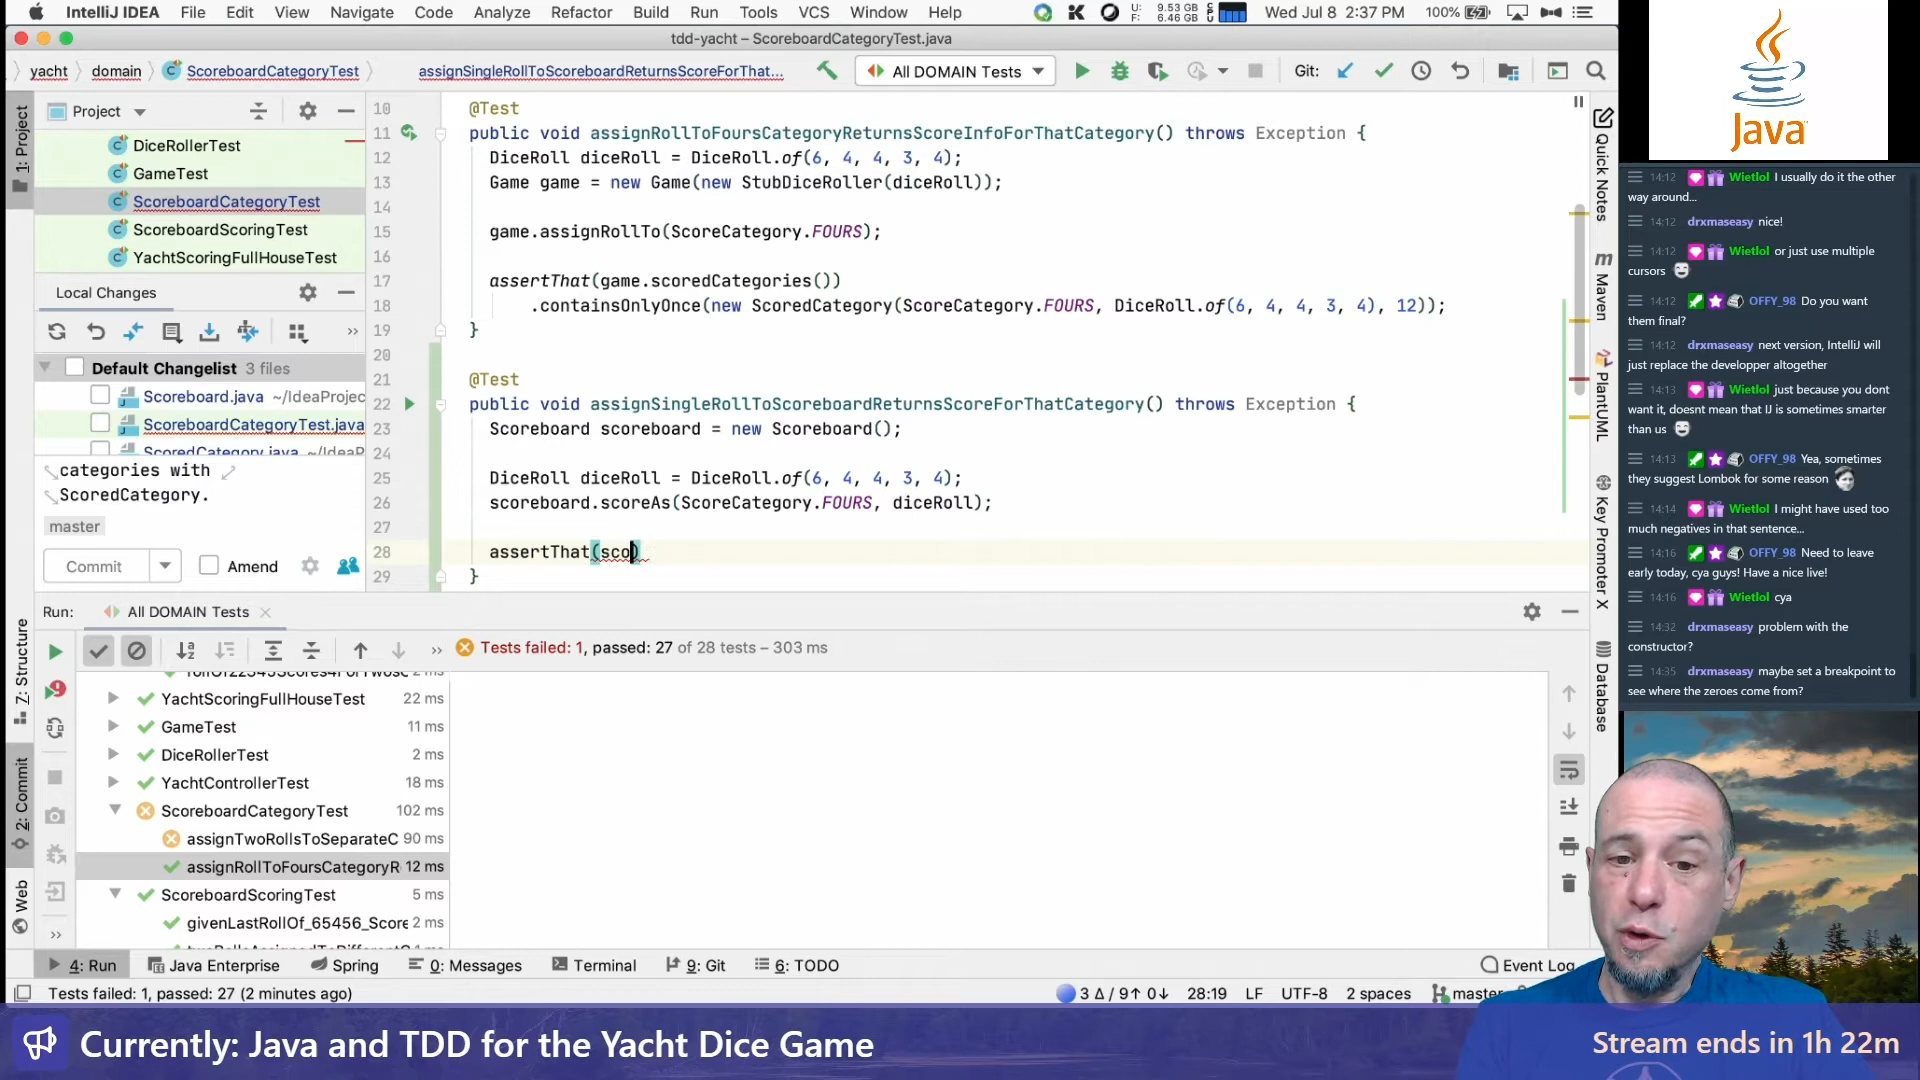 IntelliJ IDEA File Edit View Navigate Code Analyze Refactor Build Run Tools VCS Window Help
U: 9.53 GB
F: 6.46 GB
Wed Jul 8 2:37 PM 100%
tdd-yacht – ScoreboardCategoryTest.java
yacht domain ScoreboardCategoryTest assignSingleRollToScoreboardReturnsScoreForThat... All DOMAIN Tests Git:
1: Project
Project
DiceRollerTest
GameTest
ScoreboardCategoryTest
ScoreboardScoringTest
YachtScoringFullHouseTest
Local Changes
Default Changelist 3 files
Scoreboard.java ~/IdeaProjec
ScoreboardCategoryTest.java
ScoredCategory.java ~/IdeaP
categories with
ScoredCategory.
master
Commit Amend
10 @Test
11 public void assignRollToFoursCategoryReturnsScoreInfoForThatCategory() throws Exception {
12 DiceRoll diceRoll = DiceRoll.of(6, 4, 4, 3, 4);
13 Game game = new Game(new StubDiceRoller(diceRoll));
14
15 game.assignRollTo(ScoreCategory.FOURS);
16
17 assertThat(game.scoredCategories())
18 .containsOnlyOnce(new ScoredCategory(ScoreCategory.FOURS, DiceRoll.of(6, 4, 4, 3, 4), 12));
19 }
20
21 @Test
22 public void assignSingleRollToScoreboardReturnsScoreForThatCategory() throws Exception {
23 Scoreboard scoreboard = new Scoreboard();
24
25 DiceRoll diceRoll = DiceRoll.of(6, 4, 4, 3, 4);
26 scoreboard.scoreAs(ScoreCategory.FOURS, diceRoll);
27
28 assertThat(sco)
29 }
Quick Notes
Maven
PlantUML
Key Promoter X
Database
Run: All DOMAIN Tests
Tests failed: 1, passed: 27 of 28 tests – 303 ms
YachtScoringFullHouseTest 22 ms
GameTest 11 ms
DiceRollerTest 2 ms
YachtControllerTest 18 ms
ScoreboardCategoryTest 102 ms
assignTwoRollsToSeparateC 90 ms
assignRollToFoursCategoryR 12 ms
ScoreboardScoringTest 5 ms
givenLastRollOf_65456_Score 2 ms
7: Structure
2: Commit
Web
4: Run Java Enterprise Spring 0: Messages Terminal 9: Git 6: TODO Event Log
Tests failed: 1, passed: 27 (2 minutes ago) 3 Δ / 9↑ 0↓ 28:19 LF UTF-8 2 spaces master
Java
14:12 Wietlol I usually do it the other
way around...
14:12 drxmaseasy nice!
14:12 Wietlol or just use multiple
cursors
14:12 OFFY_98 Do you want
them final?
14:12 drxmaseasy next version, IntelliJ will
just replace the developper altogether
14:13 Wietlol just because you dont
want it, doesnt mean that IJ is sometimes smarter
than us
14:13 OFFY_98 Yea, sometimes
they suggest Lombok for some reason
14:14 Wietlol I might have used too
much negatives in that sentence...
14:16 OFFY_98 Need to leave
early today, cya guys! Have a nice live!
14:16 Wietlol cya
14:32 drxmaseasy problem with the
constructor?
14:35 drxmaseasy maybe set a breakpoint to
see where the zeroes come from?
Currently: Java and TDD for the Yacht Dice Game
Stream ends in 1h 22m